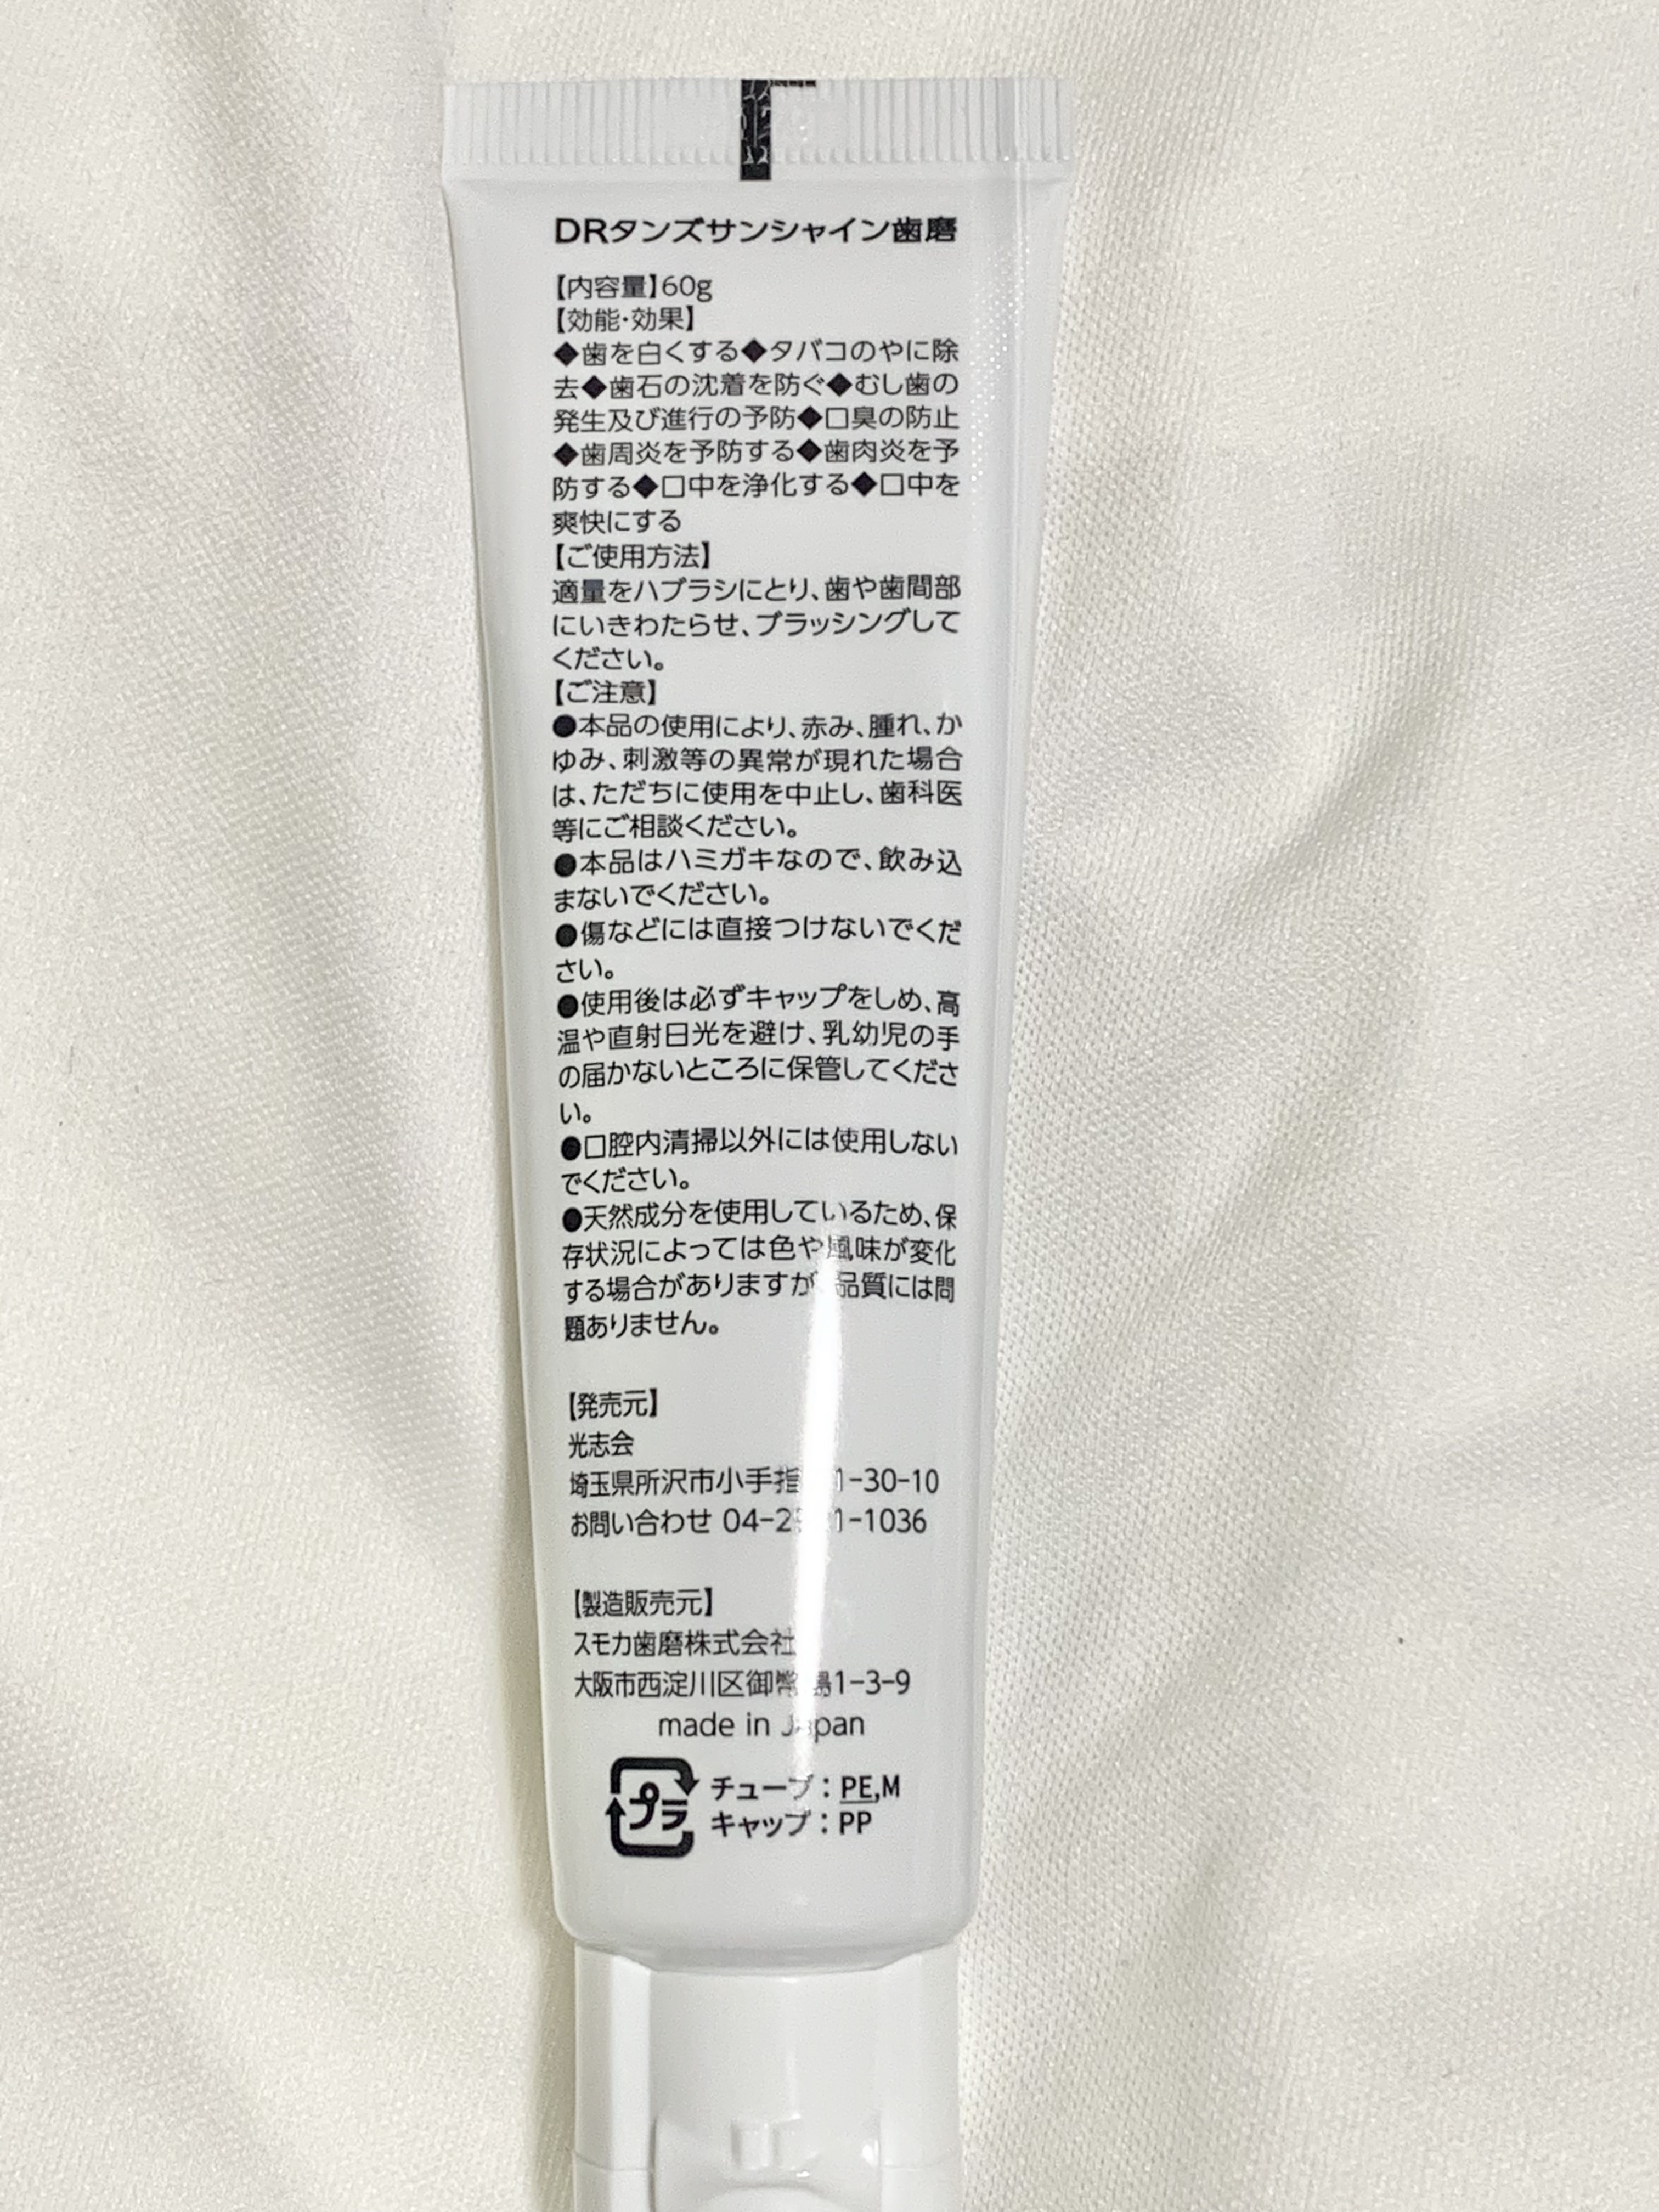 DRタンズサンシャイン歯磨
【内容量】60g
【効能・効果】
◆歯を白くする◆タバコのやに除
去◆歯石の沈着を防ぐ◆むし歯の
発生及び進行の予防◆口臭の防止
◆歯周炎を予防する◆歯肉炎を予
防する◆口中を浄化する◆口中を
爽快にする
【ご使用方法】
適量をハブラシにとり、歯や歯間部
にいきわたらせ、ブラッシングして
ください。
【ご注意】
●本品の使用により、赤み、腫れ、か
ゆみ、刺激等の異常が現れた場合
は、ただちに使用を中止し、歯科医
等にご相談ください。
●本品はハミガキなので、飲み込
まないでください。
●傷などには直接つけないでくだ
さい。
●使用後は必ずキャップをしめ、高
温や直射日光を避け、乳幼児の手
の届かないところに保管してくださ
い。
●口腔内清掃以外には使用しない
でください。
●天然成分を使用しているため、保
存状況によっては色や風味が変化
する場合がありますが 品質には問
題ありません。
【発売元】
光志会
埼玉県所沢市小手指 1-30-10
お問い合わせ
【製造販売元】
スモカ歯磨株式会社
大阪市西淀川区御幣島1-3-9
made in Japan
プラ
チューブ：PE,M
キャップ：PP